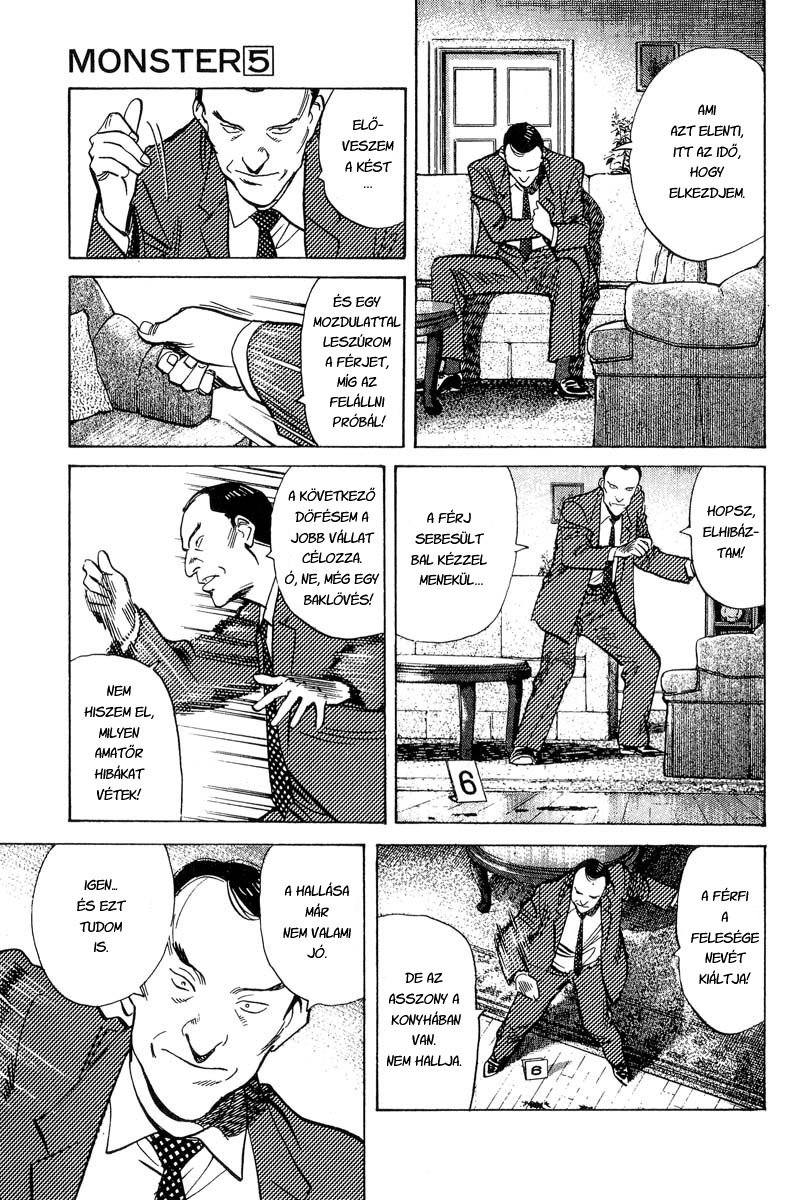 MONSTER 5
AMI
AZT ELENTI,
ITT AZ IDŐ,
HOGY
ELKEZDJEM.
ELŐ-
VESZEM
A KÉST
...
ÉS EGY
MOZDULATTAL
LESZÚROM
A FÉRJET,
MÍG AZ
FELÁLLNI
PRÓBÁL!
HOPSZ,
ELHIBÁZ-
TAM!
A FÉRJ
SEBESÜLT
BAL KÉZZEL
MENEKÜL...
6
A KÖVETKEZŐ
DÖFÉSEM A
JOBB VÁLLAT
CÉLOZZA.
Ó, NE, MÉG EGY
BAKLÖVÉS!
NEM
HISZEM EL,
MILYEN
AMATŐR
HIBÁKAT
VÉTEK!
A FÉRFI
A
FELESÉGE
NEVÉT
KIÁLTJA!
DE AZ
ASSZONY A
KONYHÁBAN
VAN.
NEM HALLJA.
6
A HALLÁSA
MÁR
NEM VALAMI
JÓ.
IGEN...
ÉS EZT
TUDOM
IS.